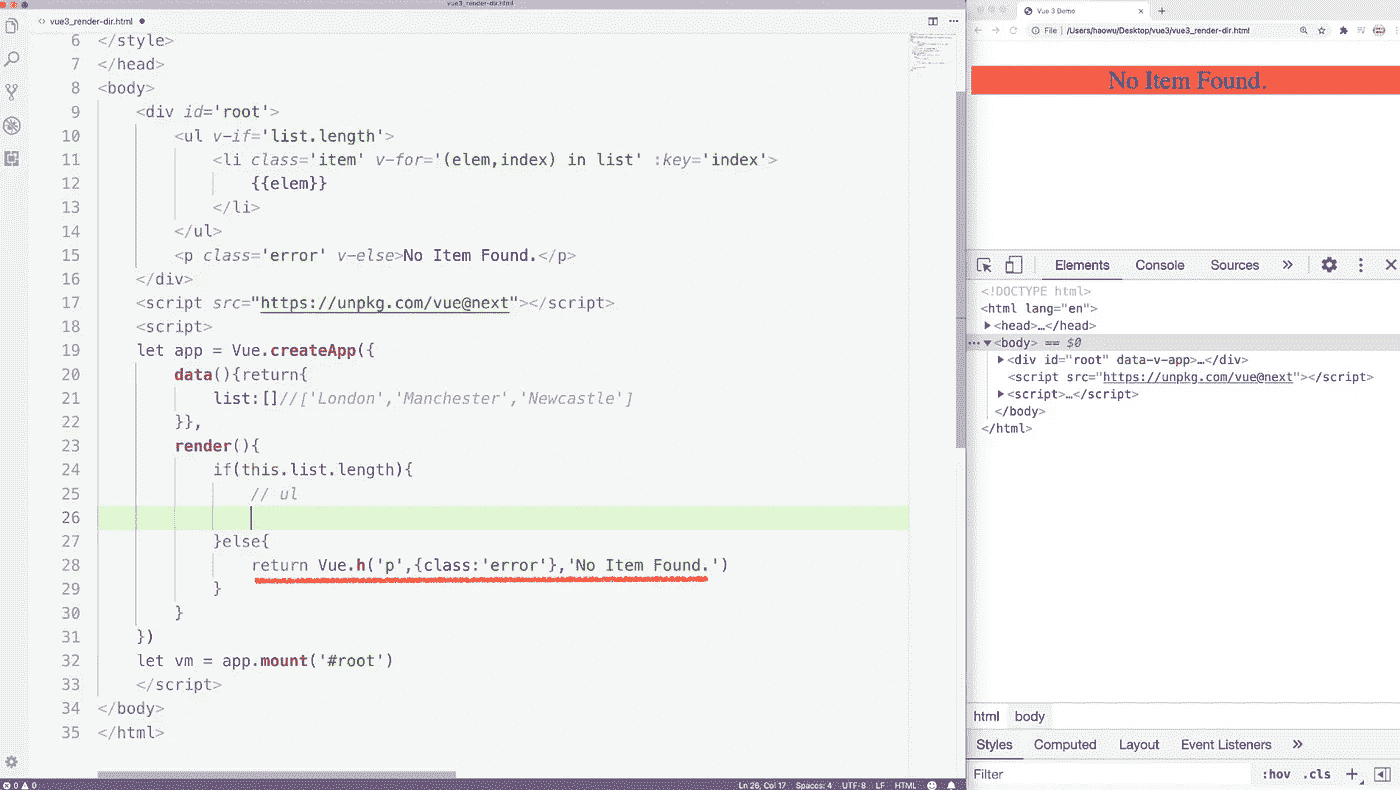 vue3_render-dir.html
vue3_render-dir.html
6 </style>
7 </head>
8 <body>
9 <div id='root'>
10 <ul v-if='list.length'>
11 <li class='item' v-for='(elem,index) in list' :key='index'>
12 {{elem}}
13 </li>
14 </ul>
15 <p class='error' v-else>No Item Found.</p>
16 </div>
17 <script src="https://unpkg.com/vue@next"></script>
18 <script>
19 let app = Vue.createApp({
20 data(){return{
21 list:[]//['London','Manchester','Newcastle']
22 }},
23 render(){
24 if(this.list.length){
25 // ul
26
27 }else{
28 return Vue.h('p',{class:'error'},'No Item Found.')
29 }
30 }
31 })
32 let vm = app.mount('#root')
33 </script>
34 </body>
35 </html>
0 0 Ln 26, Col 17 Spaces: 4 UTF-8 LF HTML
Vue 3 Demo
File /Users/haowu/Desktop/vue3/vue3_render-dir.html
No Item Found.
Elements Console Sources »
<!DOCTYPE html>
<html lang="en">
<head>…</head>
<body> == $0
<div id="root" data-v-app>…</div>
<script src="https://unpkg.com/vue@next"></script>
<script>…</script>
</body>
</html>
html body
Styles Computed Layout Event Listeners »
Filter :hov .cls +